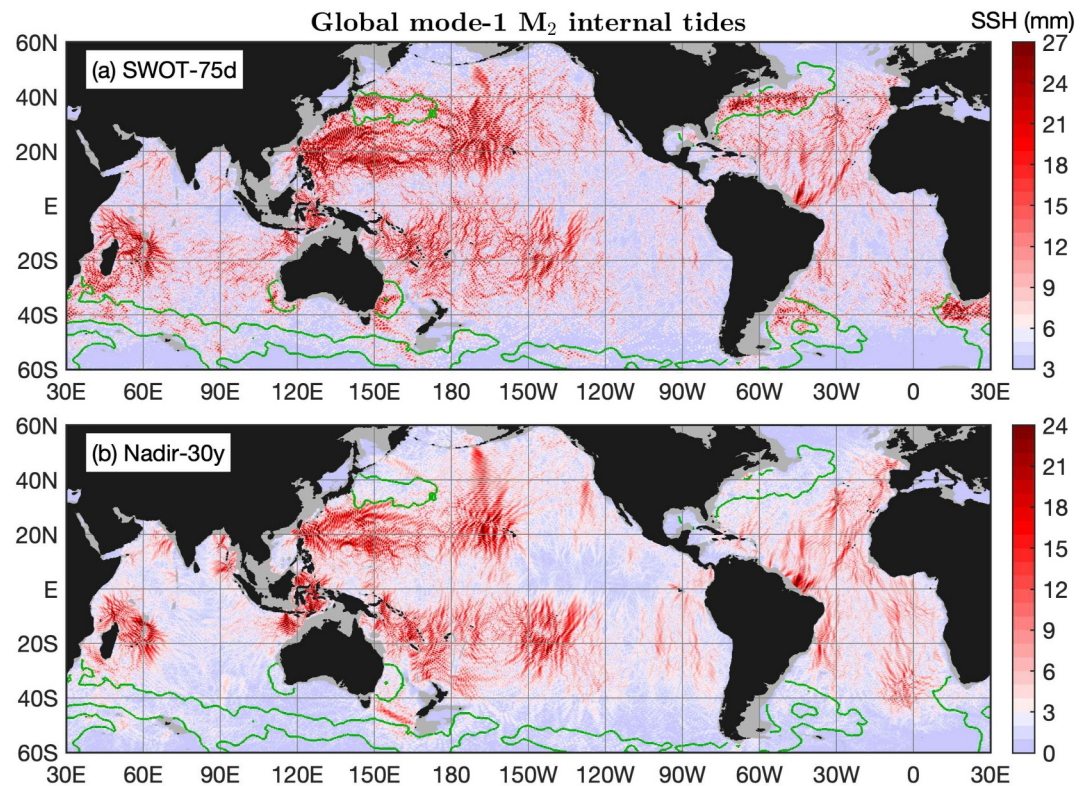 Global mode-1 M₂ internal tides
SSH (mm)
(a) SWOT-75d
60N
40N
20N
E
20S
40S
60S
30E 60E 90E 120E 150E 180 150W 120W 90W 60W 30W 0 30E
27
24
21
18
15
12
9
6
3
(b) Nadir-30y
60N
40N
20N
E
20S
40S
60S
30E 60E 90E 120E 150E 180 150W 120W 90W 60W 30W 0 30E
24
21
18
15
12
9
6
3
0